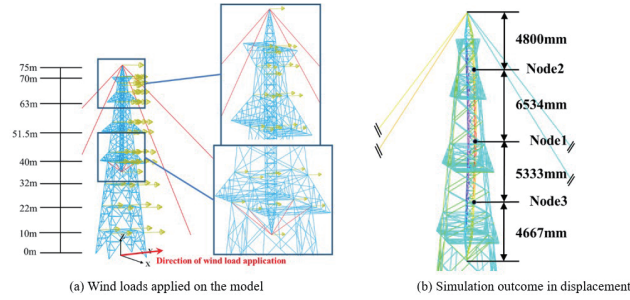 75m
70m
63m
51.5m
40m
32m
22m
10m
0m
Z
Y
X
Direction of wind load application
(a) Wind loads applied on the model
4800mm
Node2
6534mm
Node1
5333mm
Node3
4667mm
(b) Simulation outcome in displacement